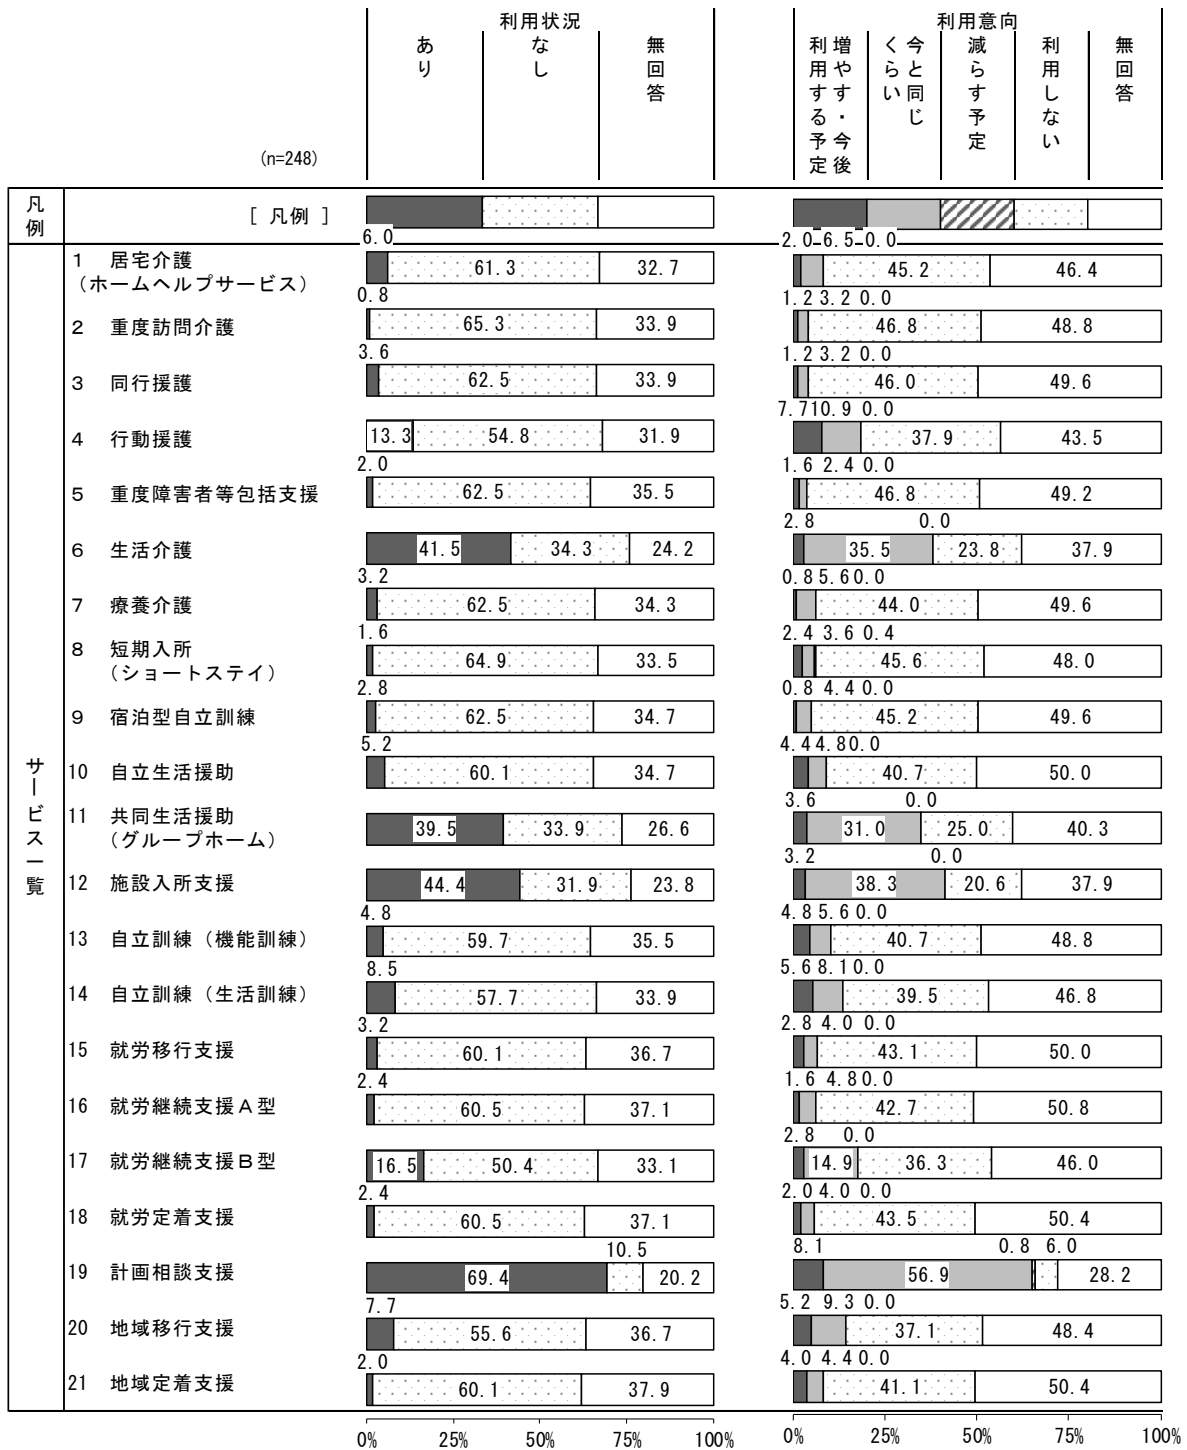 利用状況
利用意向
あり
なし
無回答
増やす・今後利用する予定
今と同じくらい
減らす予定
利用しない
無回答
(n=248)
凡例
[ 凡例 ]
サービス一覧
6.0
2.0 6.5 0.0
1 居宅介護
（ホームヘルプサービス）
61.3 32.7
45.2 46.4
0.8
1.2 3.2 0.0
2 重度訪問介護
65.3 33.9
46.8 48.8
3.6
1.2 3.2 0.0
3 同行援護
62.5 33.9
46.0 49.6
7.7 10.9 0.0
4 行動援護
13.3 54.8 31.9
37.9 43.5
2.0
1.6 2.4 0.0
5 重度障害者等包括支援
62.5 35.5
46.8 49.2
2.8 0.0
6 生活介護
41.5 34.3 24.2
35.5 23.8 37.9
3.2
0.8 5.6 0.0
7 療養介護
62.5 34.3
44.0 49.6
1.6
2.4 3.6 0.4
8 短期入所
（ショートステイ）
64.9 33.5
45.6 48.0
2.8
0.8 4.4 0.0
9 宿泊型自立訓練
62.5 34.7
45.2 49.6
5.2
4.4 4.8 0.0
10 自立生活援助
60.1 34.7
40.7 50.0
3.6 0.0
11 共同生活援助
（グループホーム）
39.5 33.9 26.6
31.0 25.0 40.3
3.2 0.0
12 施設入所支援
44.4 31.9 23.8
38.3 20.6 37.9
4.8
4.8 5.6 0.0
13 自立訓練（機能訓練）
59.7 35.5
40.7 48.8
8.5
5.6 8.1 0.0
14 自立訓練（生活訓練）
57.7 33.9
39.5 46.8
3.2
2.8 4.0 0.0
15 就労移行支援
60.1 36.7
43.1 50.0
2.4
1.6 4.8 0.0
16 就労継続支援Ａ型
60.5 37.1
42.7 50.8
2.8 0.0
17 就労継続支援Ｂ型
16.5 50.4 33.1
14.9 36.3 46.0
2.4
2.0 4.0 0.0
18 就労定着支援
60.5 37.1
43.5 50.4
10.5
8.1 0.8 6.0
19 計画相談支援
69.4 20.2
56.9 28.2
7.7
5.2 9.3 0.0
20 地域移行支援
55.6 36.7
37.1 48.4
2.0
4.0 4.4 0.0
21 地域定着支援
60.1 37.9
41.1 50.4
0% 25% 50% 75% 100%
0% 25% 50% 75% 100%